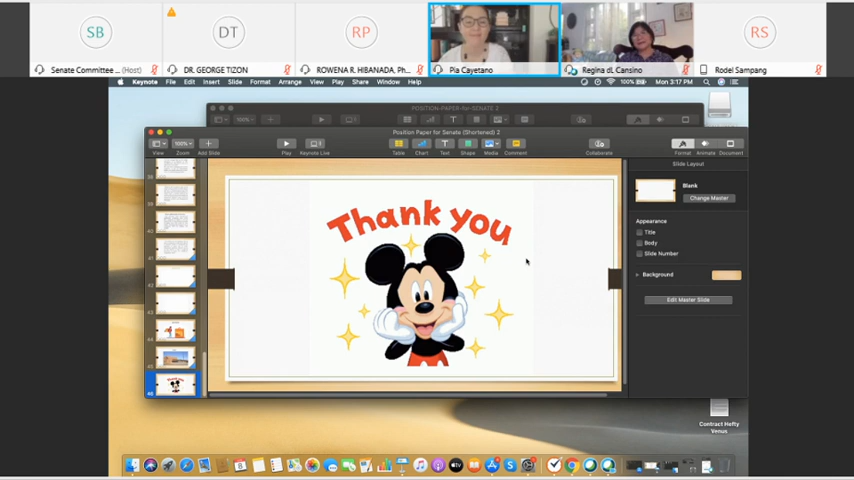 SB
DT
RP
RS
Senate Committee ... (Host)
DR. GEORGE TIZON
ROWENA R. HIBANADA, Ph...
Pia Cayetano
Regina dL Cansino
Rodel Sampang
Keynote File Edit Insert Slide Format Arrange View Play Share Window Help
100%
Mon 3:17 PM
POSITION-PAPER-for-SENATE 2
Position Paper for Senate (Shortened) 2
100%
View Zoom Add Slide Play Keynote Live Table Chart Text Shape Media Comment Collaborate Format Animate Document
Slide Layout
Blank
Change Master
Appearance
Title
Body
Slide Number
Background
Edit Master Slide
Thank you
Contract Hefty
Venus